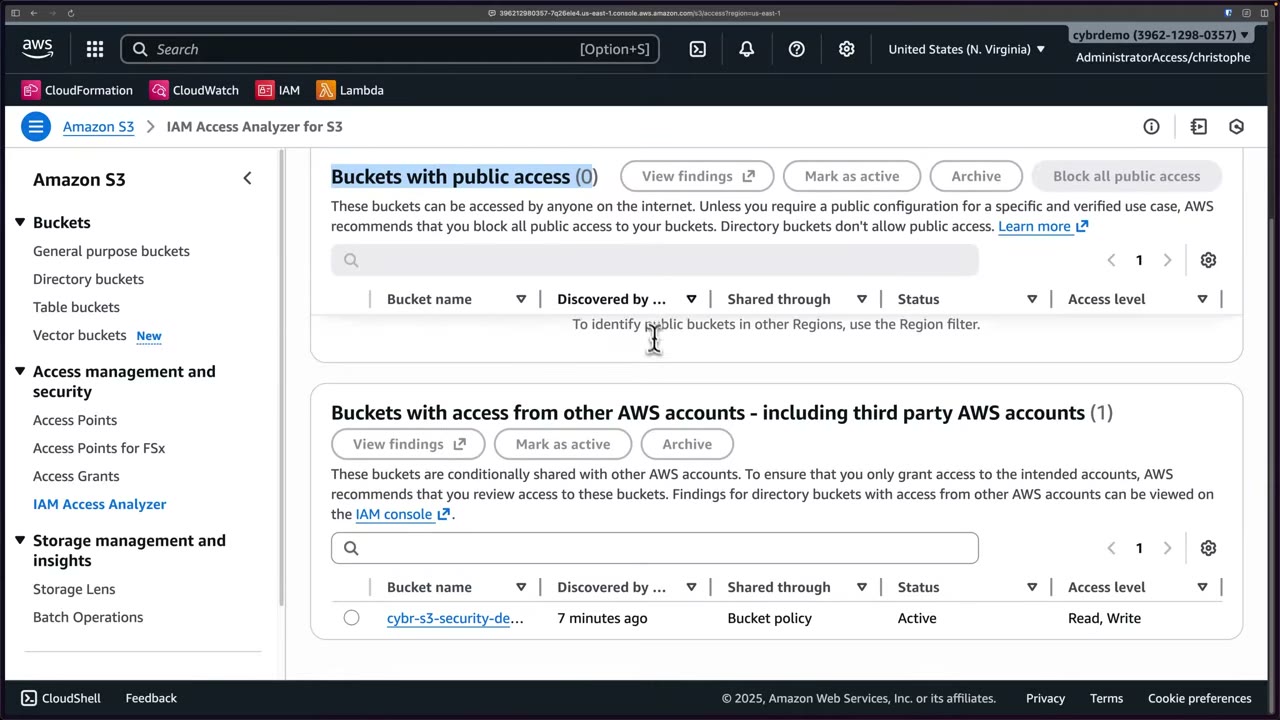 396212980357-7q26ele4.us-east-1.console.aws.amazon.com/s3/access?region=us-east-1
aws
Search [Option+S]
United States (N. Virginia)
cybrdemo (3962-1298-0357)
AdministratorAccess/christophe
CloudFormation CloudWatch IAM Lambda
Amazon S3 > IAM Access Analyzer for S3
Amazon S3
Buckets
General purpose buckets
Directory buckets
Table buckets
Vector buckets New
Access management and
security
Access Points
Access Points for FSx
Access Grants
IAM Access Analyzer
Storage management and
insights
Storage Lens
Batch Operations
Buckets with public access (0) View findings Mark as active Archive Block all public access
These buckets can be accessed by anyone on the internet. Unless you require a public configuration for a specific and verified use case, AWS
recommends that you block all public access to your buckets. Directory buckets don't allow public access. Learn more
1
Bucket name Discovered by ... Shared through Status Access level
To identify public buckets in other Regions, use the Region filter.
Buckets with access from other AWS accounts - including third party AWS accounts (1)
View findings Mark as active Archive
These buckets are conditionally shared with other AWS accounts. To ensure that you only grant access to the intended accounts, AWS
recommends that you review access to these buckets. Findings for directory buckets with access from other AWS accounts can be viewed on
the IAM console.
1
Bucket name Discovered by ... Shared through Status Access level
cybr-s3-security-de... 7 minutes ago Bucket policy Active Read, Write
CloudShell Feedback © 2025, Amazon Web Services, Inc. or its affiliates. Privacy Terms Cookie preferences